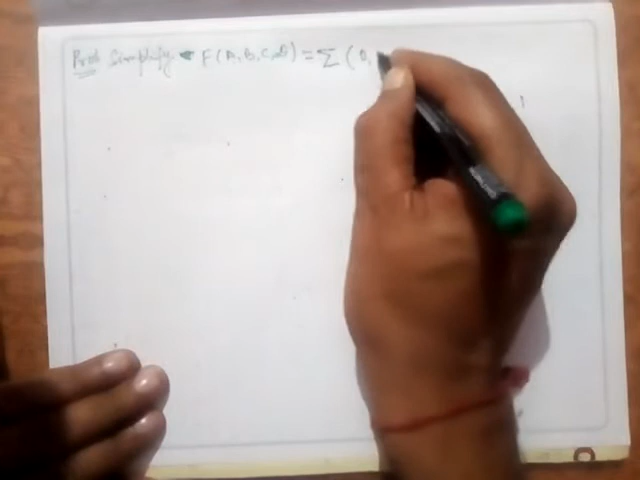 Prob Simplify F(A,B,C,D) = Σ (0,